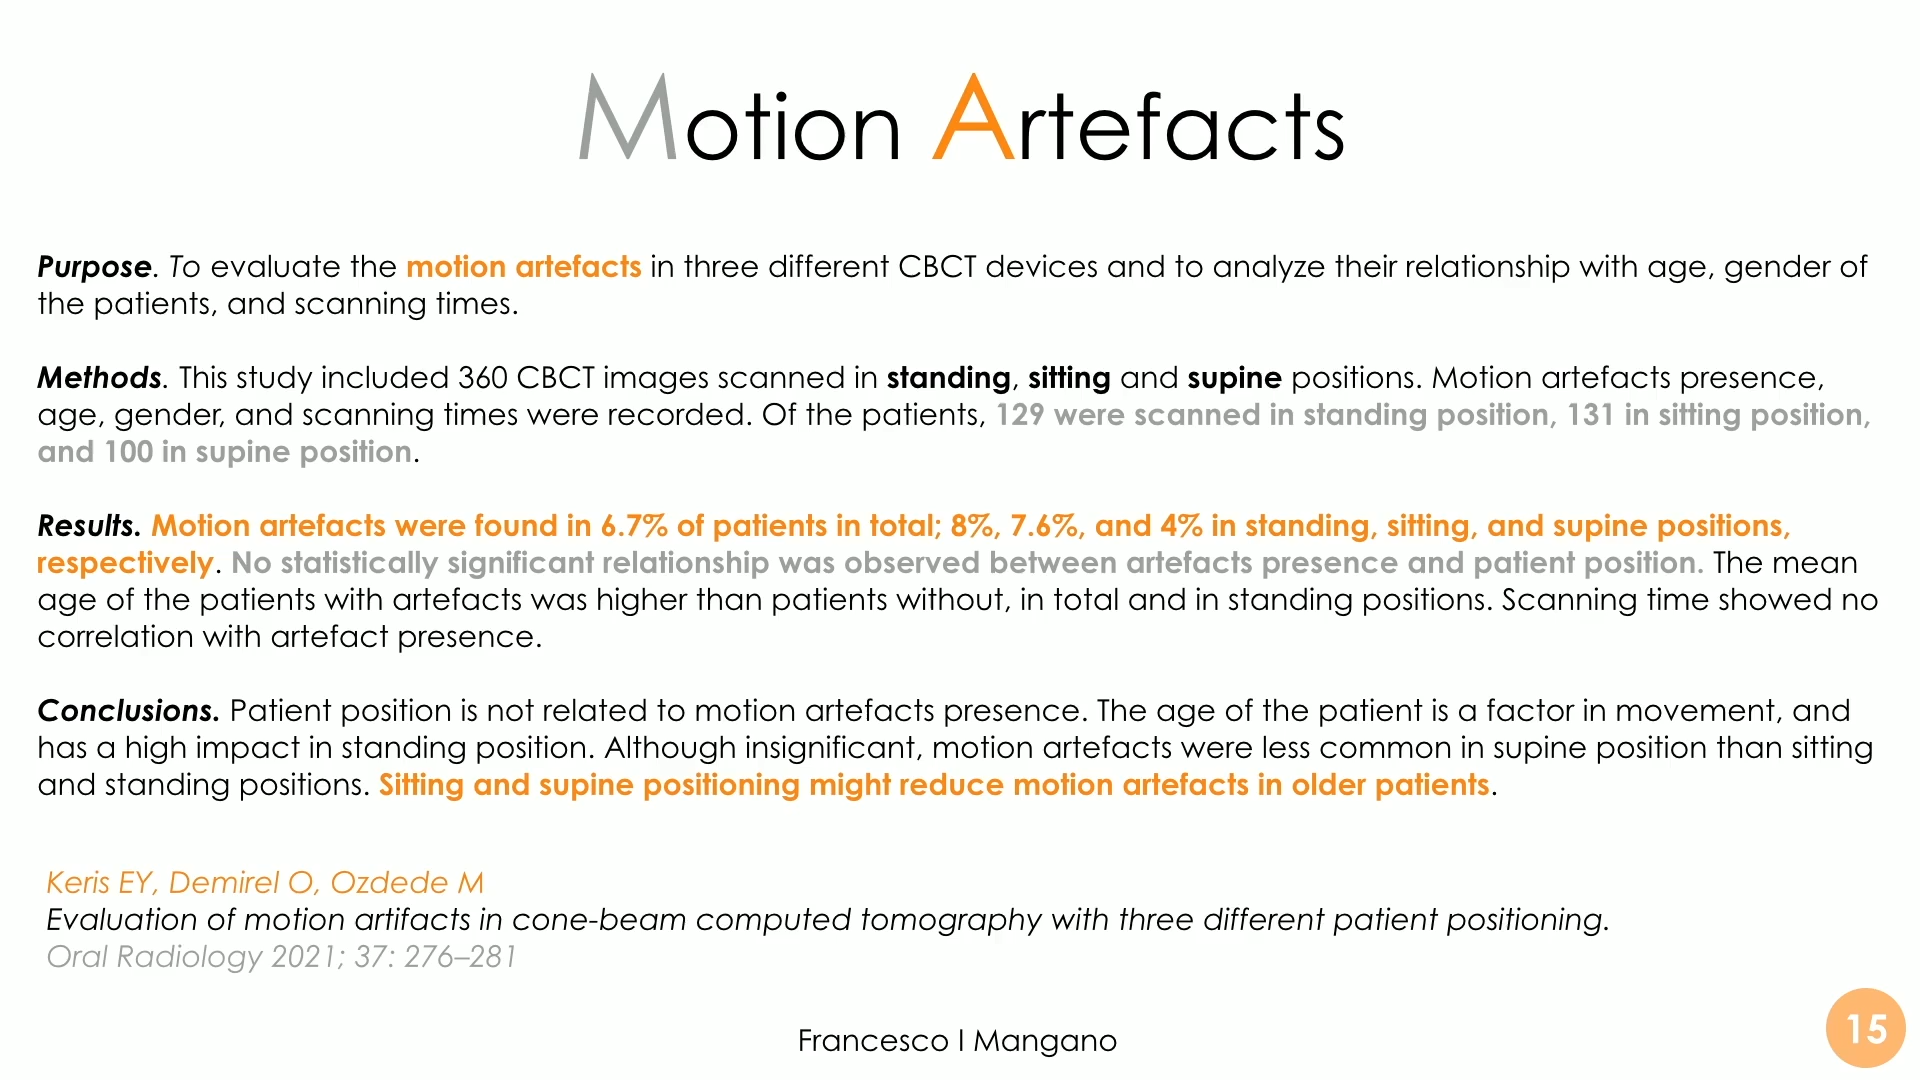 Motion Artefacts
Purpose. To evaluate the motion artefacts in three different CBCT devices and to analyze their relationship with age, gender of
the patients, and scanning times.
Methods. This study included 360 CBCT images scanned in standing, sitting and supine positions. Motion artefacts presence,
age, gender, and scanning times were recorded. Of the patients, 129 were scanned in standing position, 131 in sitting position,
and 100 in supine position.
Results. Motion artefacts were found in 6.7% of patients in total; 8%, 7.6%, and 4% in standing, sitting, and supine positions,
respectively. No statistically significant relationship was observed between artefacts presence and patient position. The mean
age of the patients with artefacts was higher than patients without, in total and in standing positions. Scanning time showed no
correlation with artefact presence.
Conclusions. Patient position is not related to motion artefacts presence. The age of the patient is a factor in movement, and
has a high impact in standing position. Although insignificant, motion artefacts were less common in supine position than sitting
and standing positions. Sitting and supine positioning might reduce motion artefacts in older patients.
Keris EY, Demirel O, Ozdede M
Evaluation of motion artifacts in cone-beam computed tomography with three different patient positioning.
Oral Radiology 2021; 37: 276–281
Francesco I Mangano
15